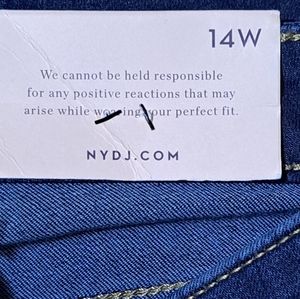 14W
We cannot be held responsible
for any positive reactions that may
arise while wearing your perfect fit.
NYDJ.COM